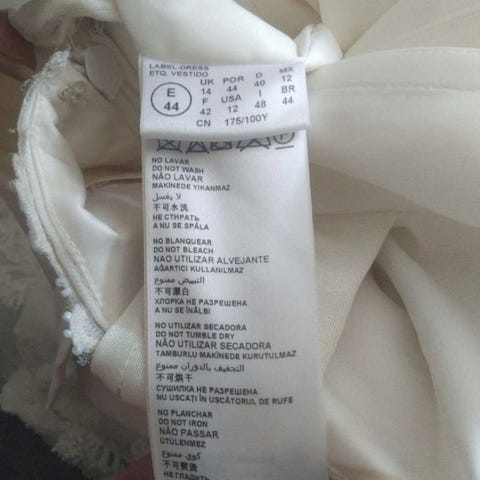 LABEL-DRESS
ETQ. VESTIDO
E 44
UK POR D MX
14 44 40 12
F USA I BR
42 12 48 44
CN 175/100Y
NO LAVAR
DO NOT WASH
NÃO LAVAR
MAKİNEDE YIKANMAZ
لا يغسل
不可水洗
НЕ СТИРАТЬ
A NU SE SPĂLA
NO BLANQUEAR
DO NOT BLEACH
NAO UTILIZAR ALVEJANTE
AĞARTICI KULLANILMAZ
التبييض ممنوع
不可漂白
ХЛОРКА НЕ РАЗРЕШЕНА
A NU SE ÎNĂLBI
NO UTILIZAR SECADORA
DO NOT TUMBLE DRY
NÃO UTILIZAR SECADORA
TAMBURLU MAKİNEDE KURUTULMAZ
التجفيف بالدوران ممنوع
不可烘干
СУШИЛКА НЕ РАЗРЕШЕНА
NU USCAȚI ÎN USCĂTORUL DE RUFE
NO PLANCHAR
DO NOT IRON
NÃO PASSAR
ÜTÜLENMEZ
كوي ممنوع
不可熨烫